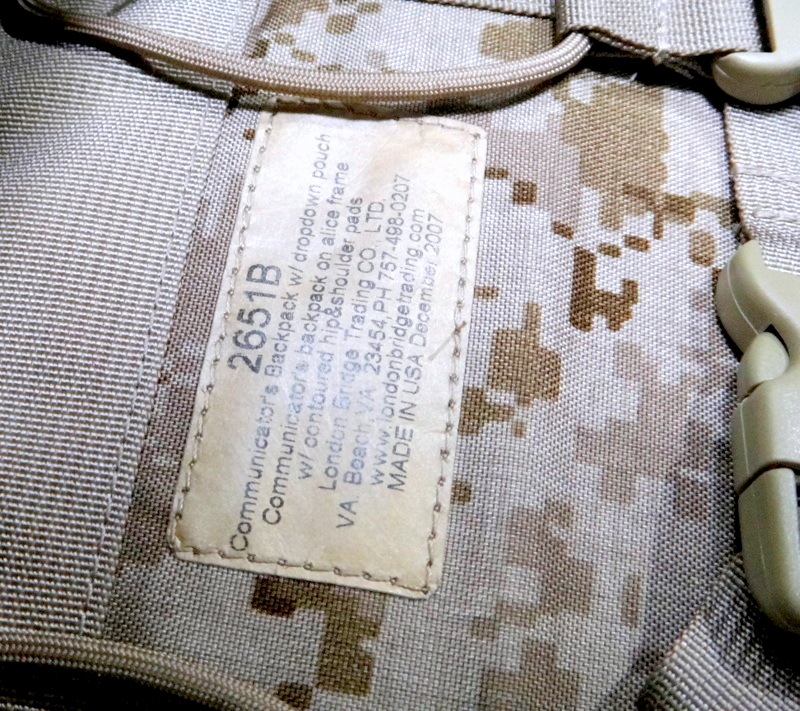 2651B
Communicator's Backpack w/ dropdown pouch
Communicator's backpack on alice frame
w/ contoured hip&shoulder pads
London Bridge Trading CO. LTD.
VA. Beach VA. 23454 PH 757-498-0207
www.londonbridgetrading.com
MADE IN USA December 2007